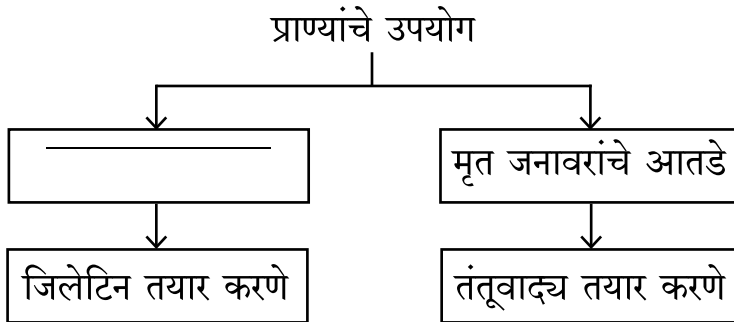 प्राण्यांचे उपयोग
मृत जनावरांचे आतडे
जिलेटिन तयार करणे
तंतूवाद्य तयार करणे